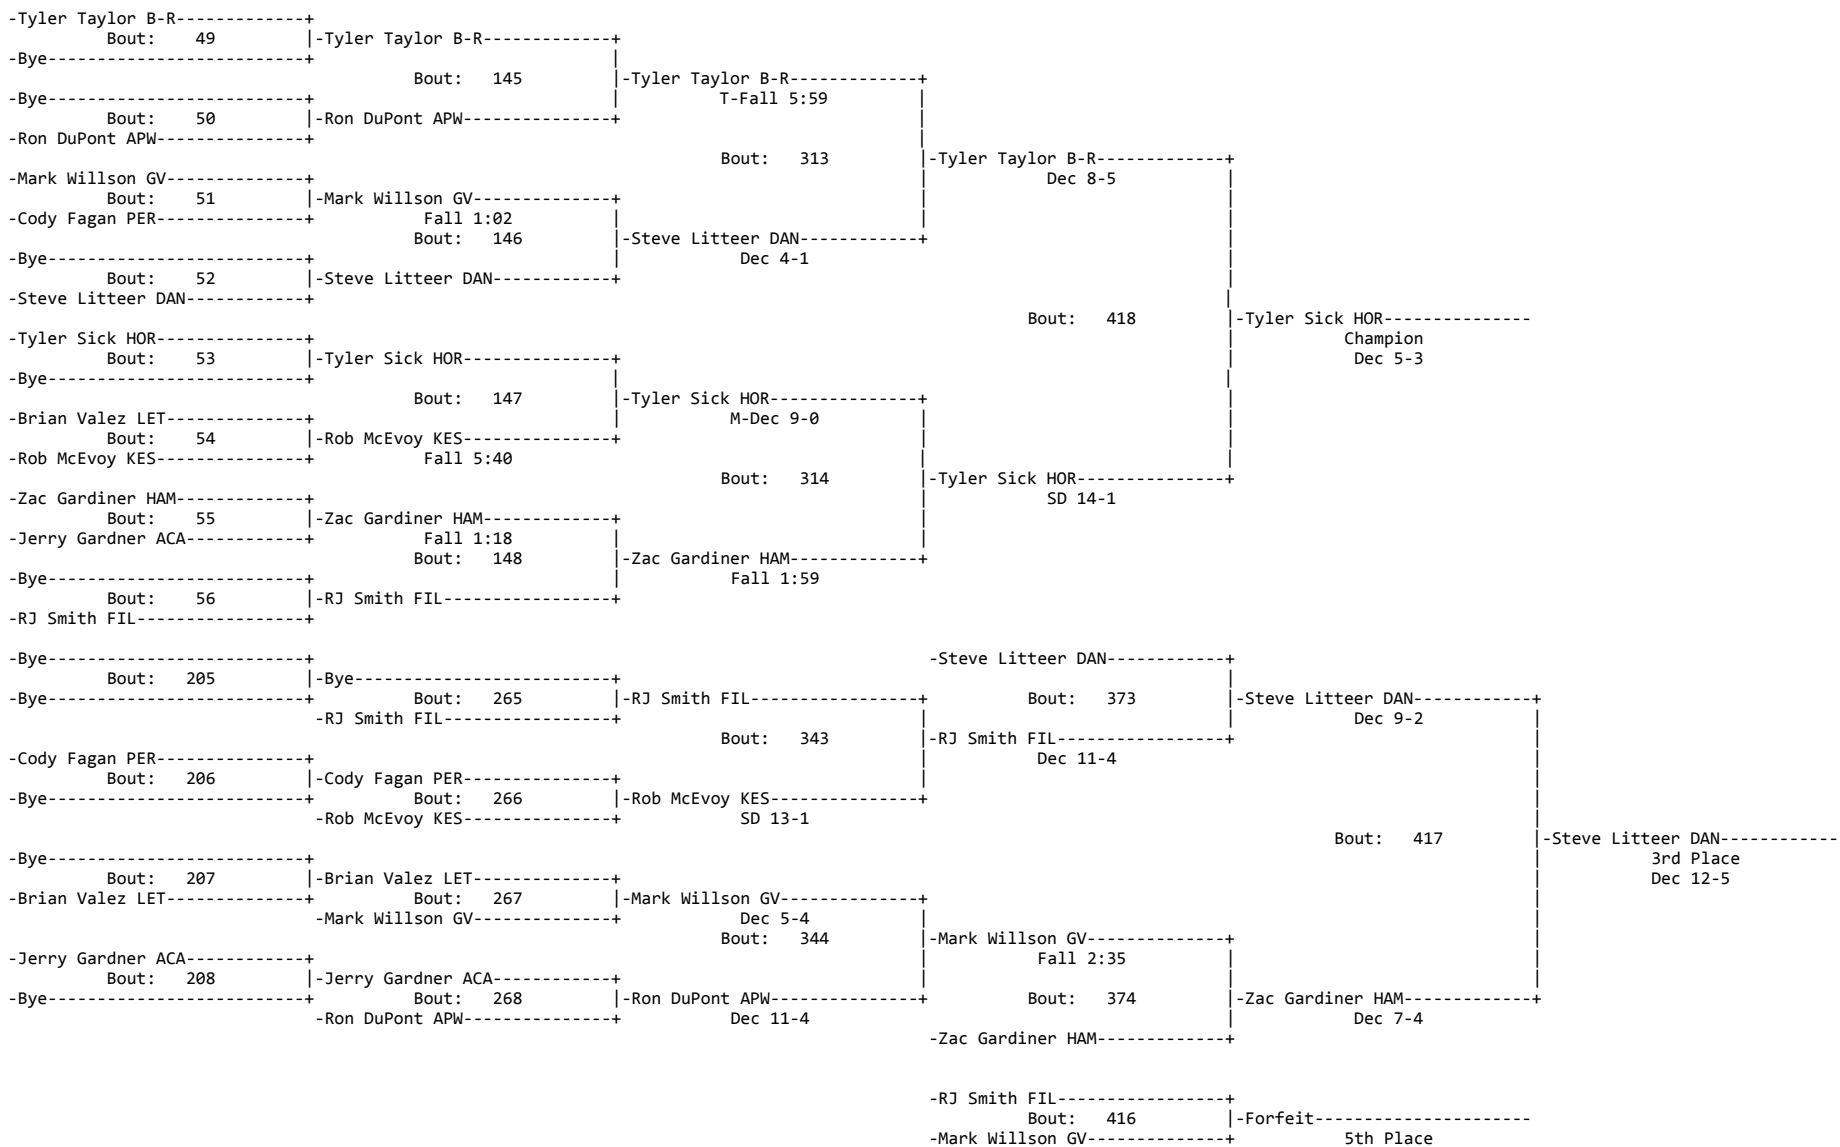 -Tyler Taylor B-R-------------+
Bout: 49 |-Tyler Taylor B-R-------------+
-Bye--------------------------+ |
Bout: 145 |-Tyler Taylor B-R-------------+
-Bye--------------------------+ | T-Fall 5:59 |
Bout: 50 |-Ron DuPont APW---------------+ |
-Ron DuPont APW---------------+ |
Bout: 313 |-Tyler Taylor B-R-------------+
-Mark Willson GV--------------+ | Dec 8-5 |
Bout: 51 |-Mark Willson GV--------------+ | |
-Cody Fagan PER---------------+ Fall 1:02 | | |
Bout: 146 |-Steve Litteer DAN------------+ |
-Bye--------------------------+ | Dec 4-1 |
Bout: 52 |-Steve Litteer DAN------------+ |
-Steve Litteer DAN------------+ |
Bout: 418 |-Tyler Sick HOR---------------
-Tyler Sick HOR---------------+ | Champion
Bout: 53 |-Tyler Sick HOR---------------+ | Dec 5-3
-Bye--------------------------+ | |
Bout: 147 |-Tyler Sick HOR---------------+ |
-Brian Valez LET--------------+ | M-Dec 9-0 | |
Bout: 54 |-Rob McEvoy KES---------------+ | |
-Rob McEvoy KES---------------+ Fall 5:40 | |
Bout: 314 |-Tyler Sick HOR---------------+
-Zac Gardiner HAM-------------+ | SD 14-1
Bout: 55 |-Zac Gardiner HAM-------------+ |
-Jerry Gardner ACA------------+ Fall 1:18 | |
Bout: 148 |-Zac Gardiner HAM-------------+
-Bye--------------------------+ | Fall 1:59
Bout: 56 |-RJ Smith FIL-----------------+
-RJ Smith FIL-----------------+
-Bye--------------------------+ -Steve Litteer DAN------------+
Bout: 205 |-Bye--------------------------+ |
-Bye--------------------------+ Bout: 265 |-RJ Smith FIL-----------------+ Bout: 373 |-Steve Litteer DAN------------+
-RJ Smith FIL-----------------+ | | Dec 9-2 |
Bout: 343 |-RJ Smith FIL-----------------+ |
-Cody Fagan PER---------------+ | Dec 11-4 |
Bout: 206 |-Cody Fagan PER---------------+ | |
-Bye--------------------------+ Bout: 266 |-Rob McEvoy KES---------------+ |
-Rob McEvoy KES---------------+ SD 13-1 |
Bout: 417 |-Steve Litteer DAN------------
-Bye--------------------------+ | 3rd Place
Bout: 207 |-Brian Valez LET--------------+ | Dec 12-5
-Brian Valez LET--------------+ Bout: 267 |-Mark Willson GV--------------+ |
-Mark Willson GV--------------+ Dec 5-4 | |
Bout: 344 |-Mark Willson GV--------------+ |
-Jerry Gardner ACA------------+ | Fall 2:35 | |
Bout: 208 |-Jerry Gardner ACA------------+ | | |
-Bye--------------------------+ Bout: 268 |-Ron DuPont APW---------------+ Bout: 374 |-Zac Gardiner HAM-------------+
-Ron DuPont APW---------------+ Dec 11-4 | Dec 7-4
-Zac Gardiner HAM-------------+
-RJ Smith FIL-----------------+
Bout: 416 |-Forfeit----------------------
-Mark Willson GV--------------+ 5th Place